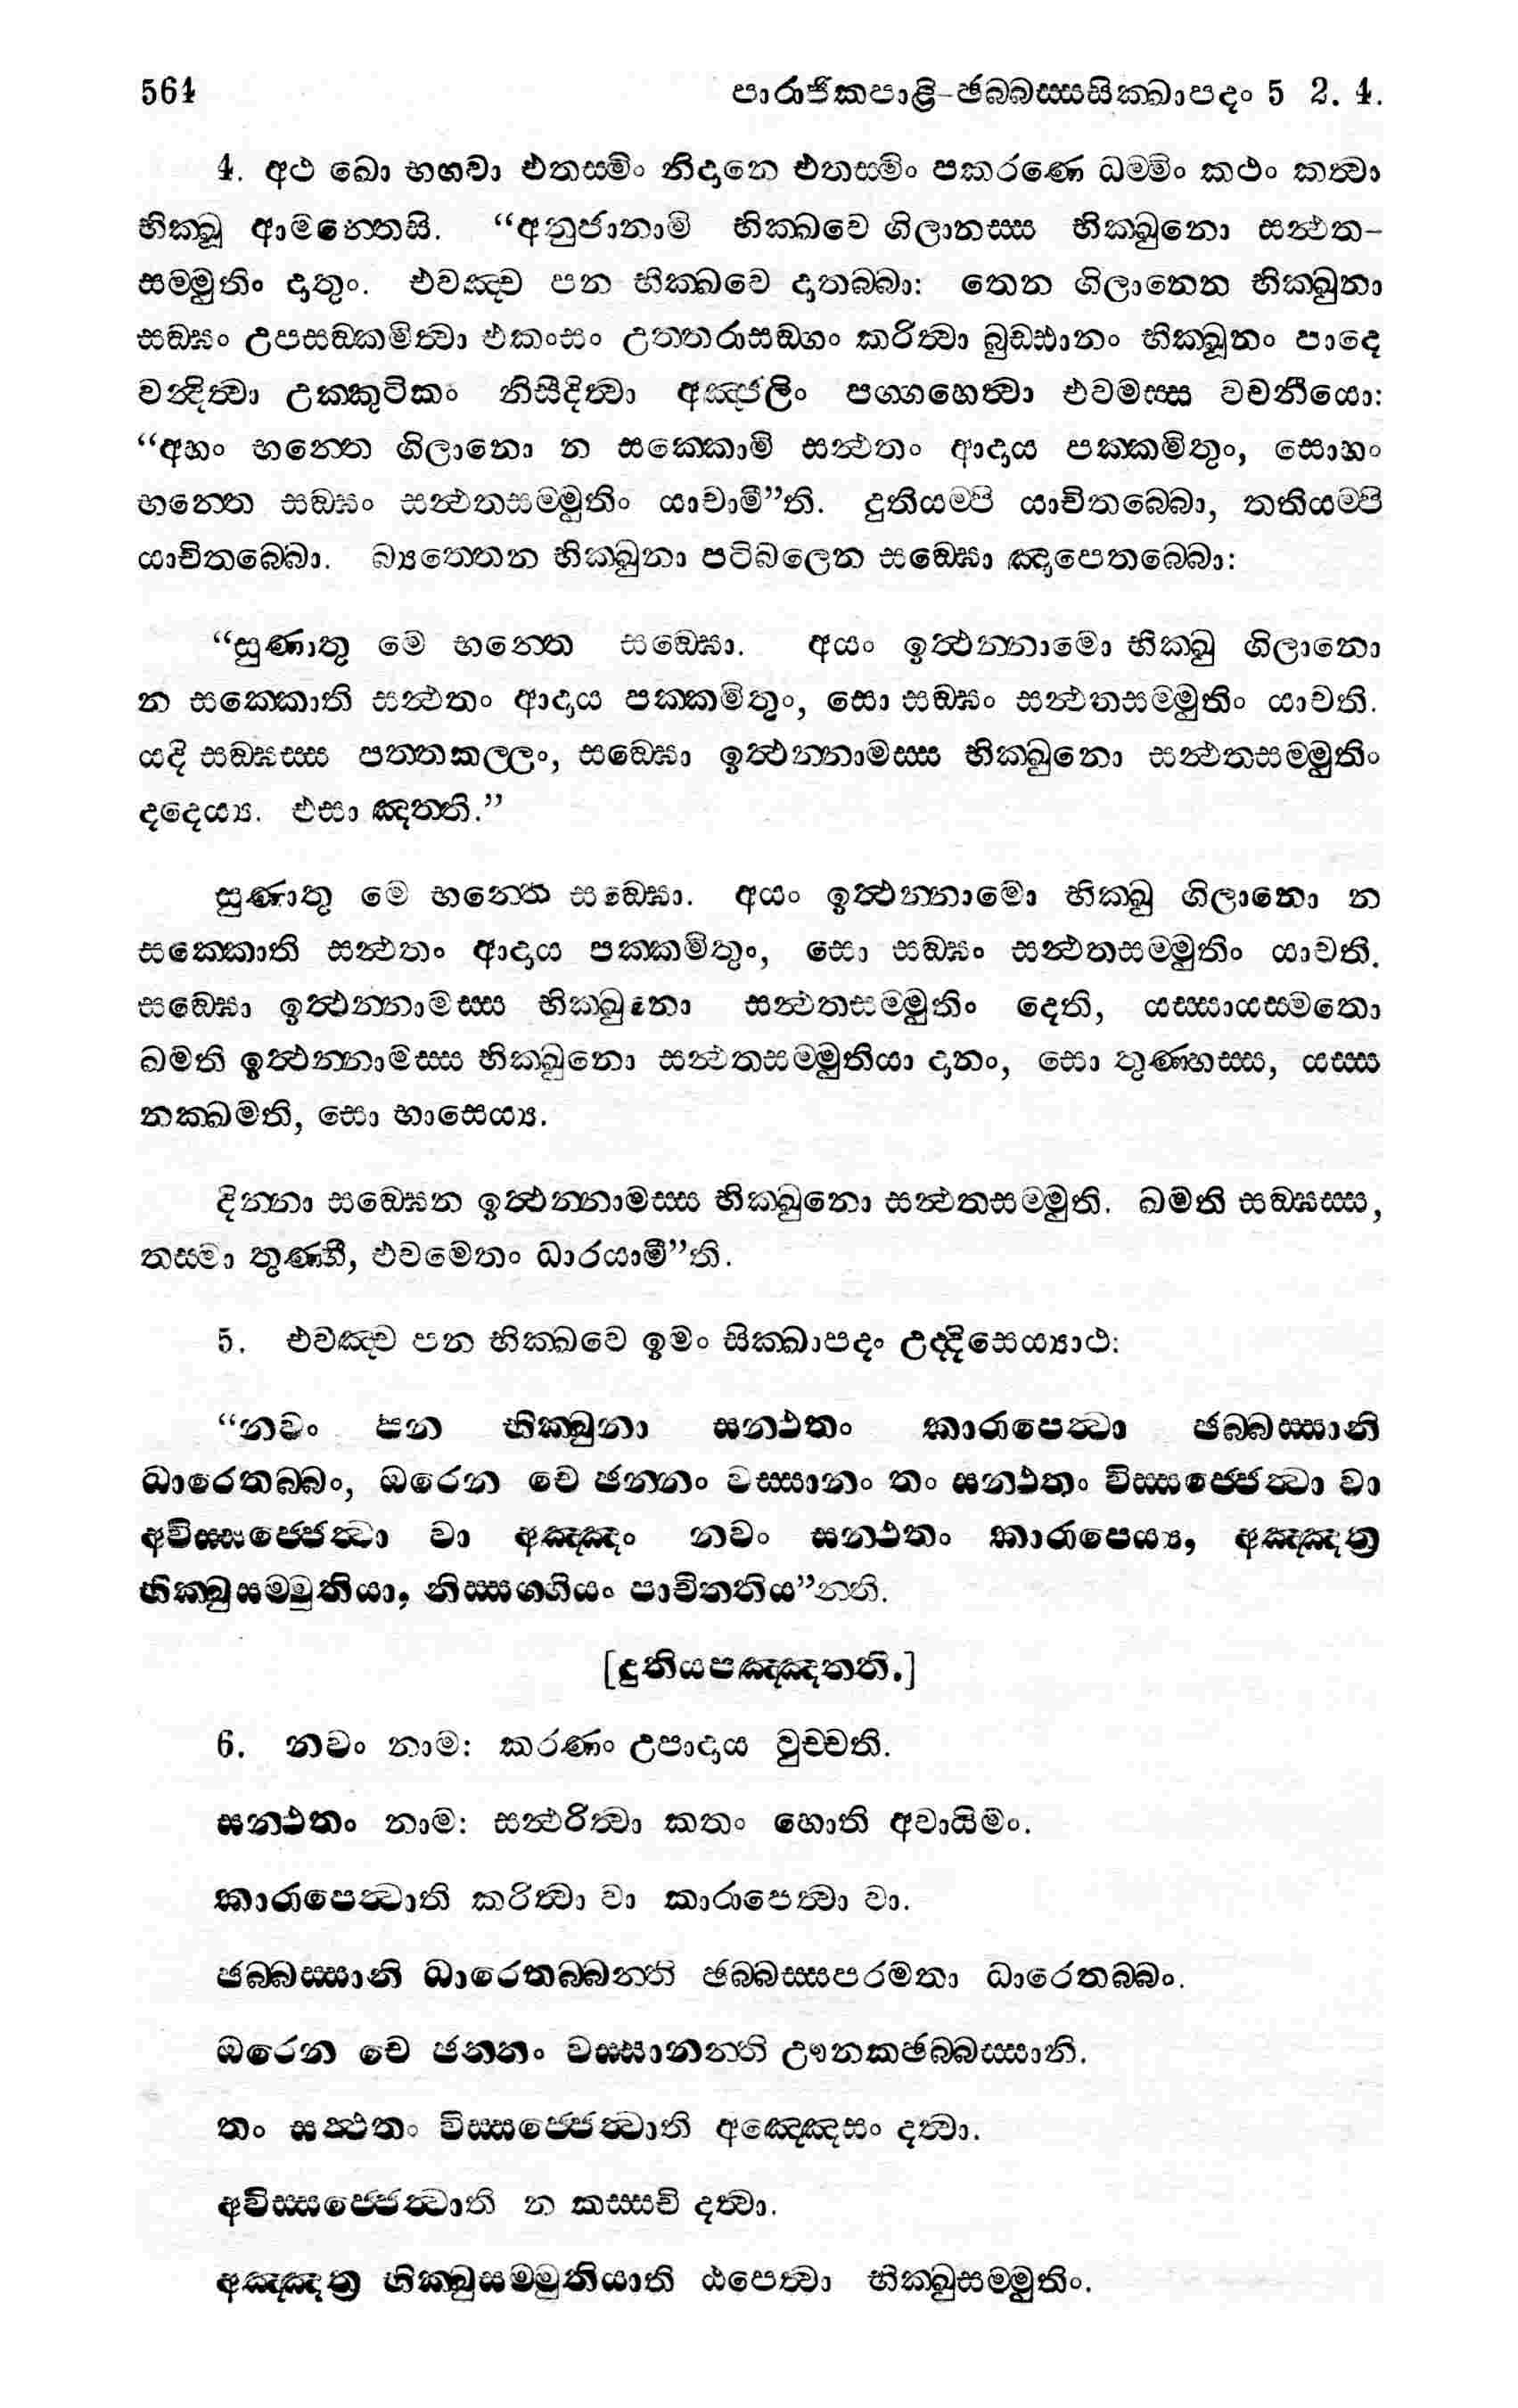 564 පාරාජිකපාළි-ඡබ්බස්සසික්ඛාපදං 5 2. 4.
4. අථ ඛො භගවා එතස්මිං නිදානෙ එතස්මිං පකරණෙ ධම්මිං කථං කත්වා
භික්ඛූ ආමන්තෙසි. “අනුජානාමි භික්ඛවෙ ගිලානස්ස භික්ඛුනො සන්ථත-
සම්මුතිං දාතුං. එවඤ්ච පන භික්ඛවෙ දාතබ්බා: තෙන ගිලානෙන භික්ඛුනා
සඞ්ඝං උපසඞ්කමිත්වා එකංසං උත්තරාසඞ්ගං කරිත්වා බුඩ්ඪානං භික්ඛූනං පාදෙ
වන්දිත්වා උක්කුටිකං නිසීදිත්වා අඤ්ජලිං පග්ගහෙත්වා එවමස්ස වචනීයො:
“අහං භන්තෙ ගිලානො න සක්කොමි සන්ථතං ආදාය පක්කමිතුං, සොහං
භන්තෙ සඞ්ඝං සන්ථතසම්මුතිං යාචාමී”ති. දුතියම්පි යාචිතබ්බො, තතියම්පි
යාචිතබ්බො. බ්‍යත්තෙන භික්ඛුනා පටිබලෙන සඞ්ඝො ඤාපෙතබ්බො:
“සුණාතු මෙ භන්තෙ සඞ්ඝො. අයං ඉත්ථන්නාමො භික්ඛු ගිලානො
න සක්කොති සන්ථතං ආදාය පක්කමිතුං, සො සඞ්ඝං සන්ථතසම්මුතිං යාචති.
යදි සඞ්ඝස්ස පත්තකල්ලං, සඞ්ඝො ඉත්ථන්නාමස්ස භික්ඛුනො සන්ථතසම්මුතිං
දදෙය්‍ය. එසා ඤත්ති.”
සුණාතු මෙ භන්තෙ සඞ්ඝො. අයං ඉත්ථන්නාමො භික්ඛු ගිලානො න
සක්කොති සන්ථතං ආදාය පක්කමිතුං, සො සඞ්ඝං සන්ථතසම්මුතිං යාචති.
සඞ්ඝො ඉත්ථන්නාමස්ස භික්ඛුනො සන්ථතසම්මුතිං දෙති, යස්සායස්මතො
ඛමති ඉත්ථන්නාමස්ස භික්ඛුනො සන්ථතසම්මුතියා දානං, සො තුණ්හස්ස, යස්ස
නක්ඛමති, සො භාසෙය්‍ය.
දින්නා සඞ්ඝෙන ඉත්ථන්නාමස්ස භික්ඛුනො සන්ථතසම්මුති. ඛමති සඞ්ඝස්ස,
තස්මා තුණ්හී, එවමෙතං ධාරයාමී”ති.
5. එවඤ්ච පන භික්ඛවෙ ඉමං සික්ඛාපදං උද්දිසෙය්‍යාථ:
“නවං පන භික්ඛුනා සන්ථතං කාරාපෙත්වා ඡබ්බස්සානි
ධාරෙතබ්බං, ඔරෙන චෙ ඡන්නං වස්සානං තං සන්ථතං විස්සජ්ජෙත්වා වා
අවිස්සජ්ජෙත්වා වා අඤ්ඤං නවං සන්ථතං කාරාපෙය්‍ය, අඤ්ඤත්‍ර
භික්ඛුසම්මුතියා, නිස්සග්ගියං පාචිත්තිය”න්ති.
[දුතියපඤ්ඤත්ති.]
6. නවං නාම: කරණං උපාදාය වුච්චති.
සන්ථතං නාම: සන්ථරිත්වා කතං හොති අවායිමං.
කාරාපෙත්වාති කරිත්වා වා කාරාපෙත්වා වා.
ඡබ්බස්සානි ධාරෙතබ්බන්ති ඡබ්බස්සපරමතා ධාරෙතබ්බං.
ඔරෙන චෙ ඡන්නං වස්සානන්ති ඌනකඡබ්බස්සානි.
තං සන්ථතං විස්සජ්ජෙත්වාති අඤ්ඤෙසං දත්වා.
අවිස්සජ්ජෙත්වාති න කස්සචි දත්වා.
අඤ්ඤත්‍ර භික්ඛුසම්මුතියාති ඨපෙත්වා භික්ඛුසම්මුතිං.